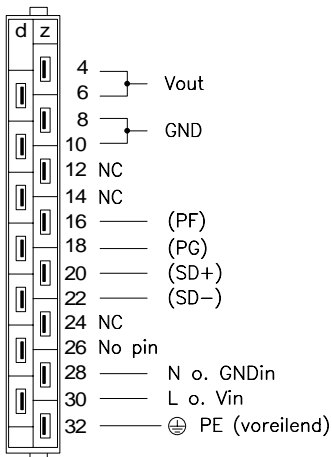 d z
4
6 Vout
8
10 GND
12 NC
14 NC
16 (PF)
18 (PG)
20 (SD+)
22 (SD-)
24 NC
26 No pin
28 N o. GNDin
30 L o. Vin
32 PE (voreilend)